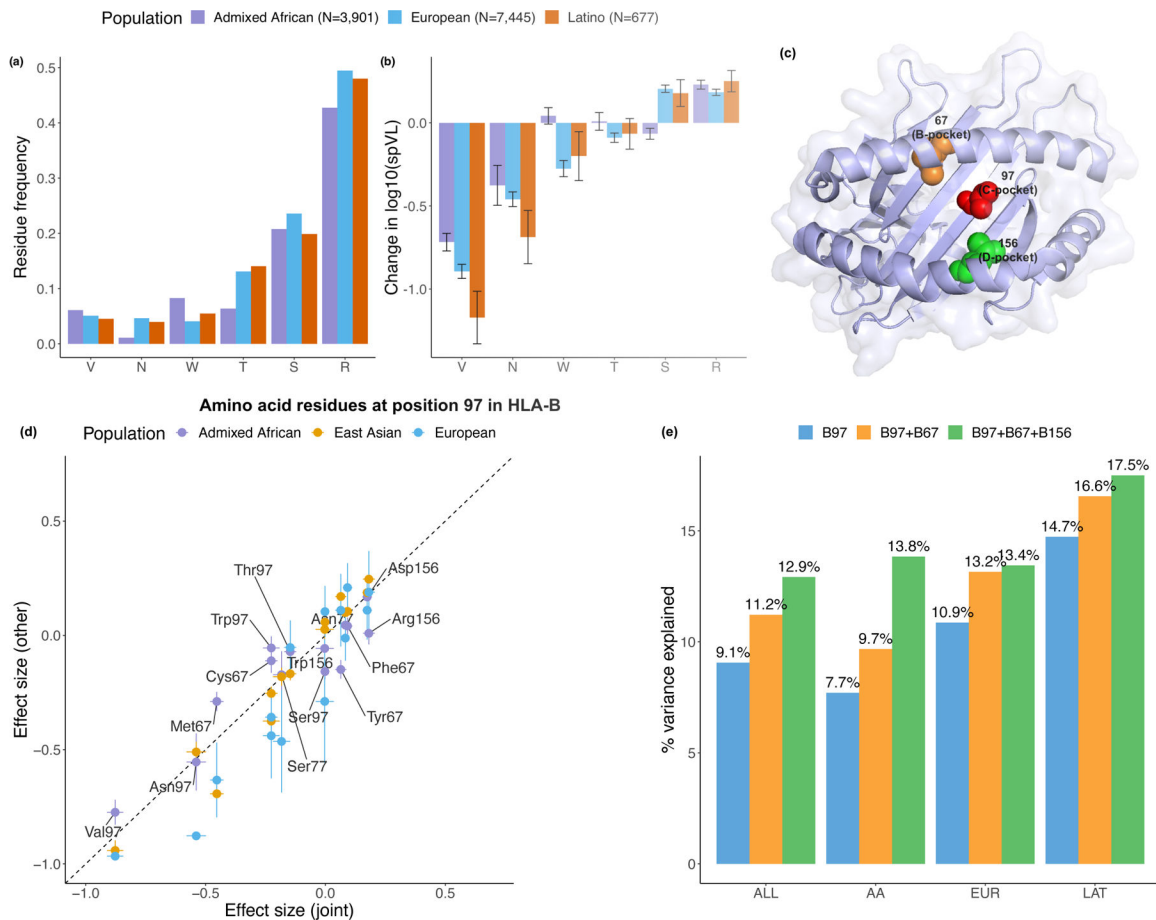 Population Admixed African (N=3,901) European (N=7,445) Latino (N=677)
(a)
Residue frequency
0.5
0.4
0.3
0.2
0.1
0.0
V N W T S R
(b)
Change in log10(spVL)
0.0
-0.5
-1.0
V N W T S R
Amino acid residues at position 97 in HLA-B
(c)
67
(B-pocket)
97
(C-pocket)
156
(D-pocket)
(d)
Population Admixed African East Asian European
Effect size (other)
0.5
0.0
−0.5
−1.0
Thr97
Asp156
Trp97
Asn77
Arg156
Cys67
Trp156
Phe67
Met67
Ser97
Tyr67
Ser77
Asn97
Val97
-1.0 -0.5 0.0 0.5
Effect size (joint)
(e)
B97 B97+B67 B97+B67+B156
% variance explained
15
10
5
0
9.1% 11.2% 12.9%
7.7% 9.7% 13.8%
10.9% 13.2% 13.4%
14.7% 16.6% 17.5%
ALL AA EUR LAT